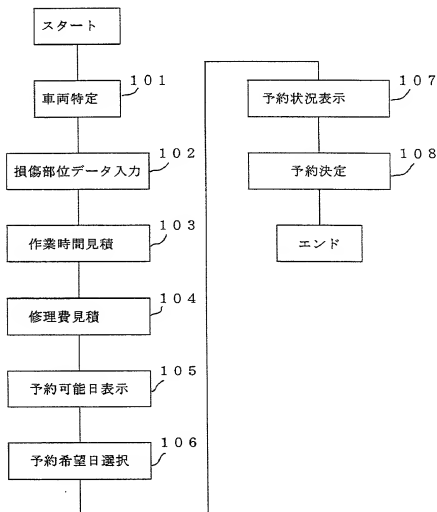 スタート
101
車両特定
102
損傷部位データ入力
103
作業時間見積
104
修理費見積
105
予約可能日表示
106
予約希望日選択
107
予約状況表示
108
予約決定
エンド